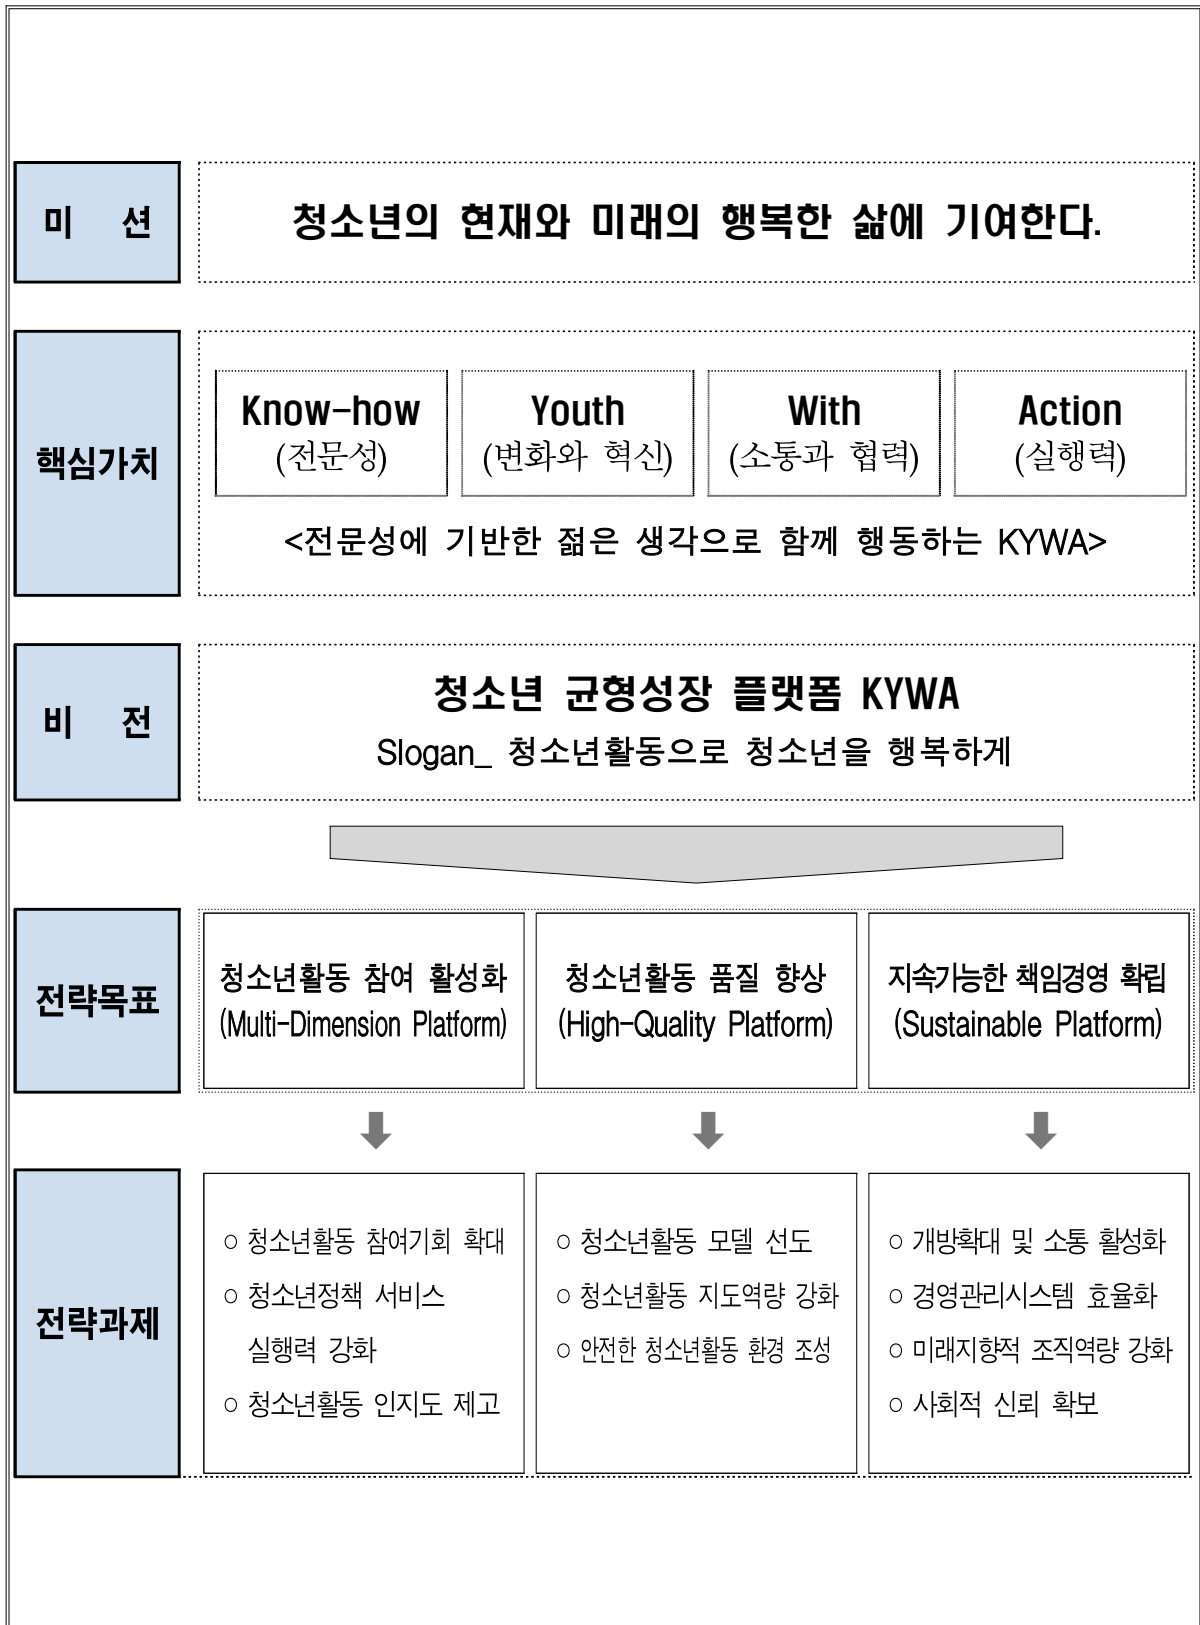 미 션
청소년의 현재와 미래의 행복한 삶에 기여한다.
핵심가치
Know-how
(전문성)
Youth
(변화와 혁신)
With
(소통과 협력)
Action
(실행력)
<전문성에 기반한 젊은 생각으로 함께 행동하는 KYWA>
비 전
청소년 균형성장 플랫폼 KYWA
Slogan_ 청소년활동으로 청소년을 행복하게
전략목표
청소년활동 참여 활성화
(Multi-Dimension Platform)
청소년활동 품질 향상
(High-Quality Platform)
지속가능한 책임경영 확립
(Sustainable Platform)
전략과제
○ 청소년활동 참여기회 확대
○ 청소년정책 서비스
실행력 강화
○ 청소년활동 인지도 제고
○ 청소년활동 모델 선도
○ 청소년활동 지도역량 강화
○ 안전한 청소년활동 환경 조성
○ 개방확대 및 소통 활성화
○ 경영관리시스템 효율화
○ 미래지향적 조직역량 강화
○ 사회적 신뢰 확보